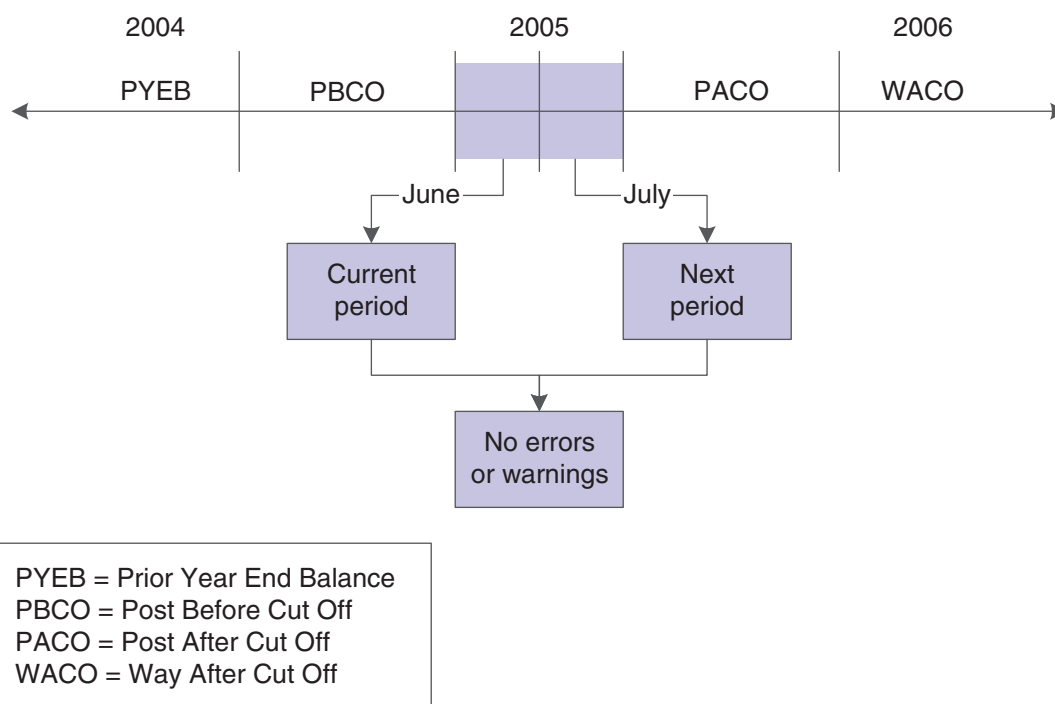 2004 2005 2006
PYEB PBCO PACO WACO
June July
Current
period
Next
period
No errors
or warnings
PYEB = Prior Year End Balance
PBCO = Post Before Cut Off
PACO = Post After Cut Off
WACO = Way After Cut Off